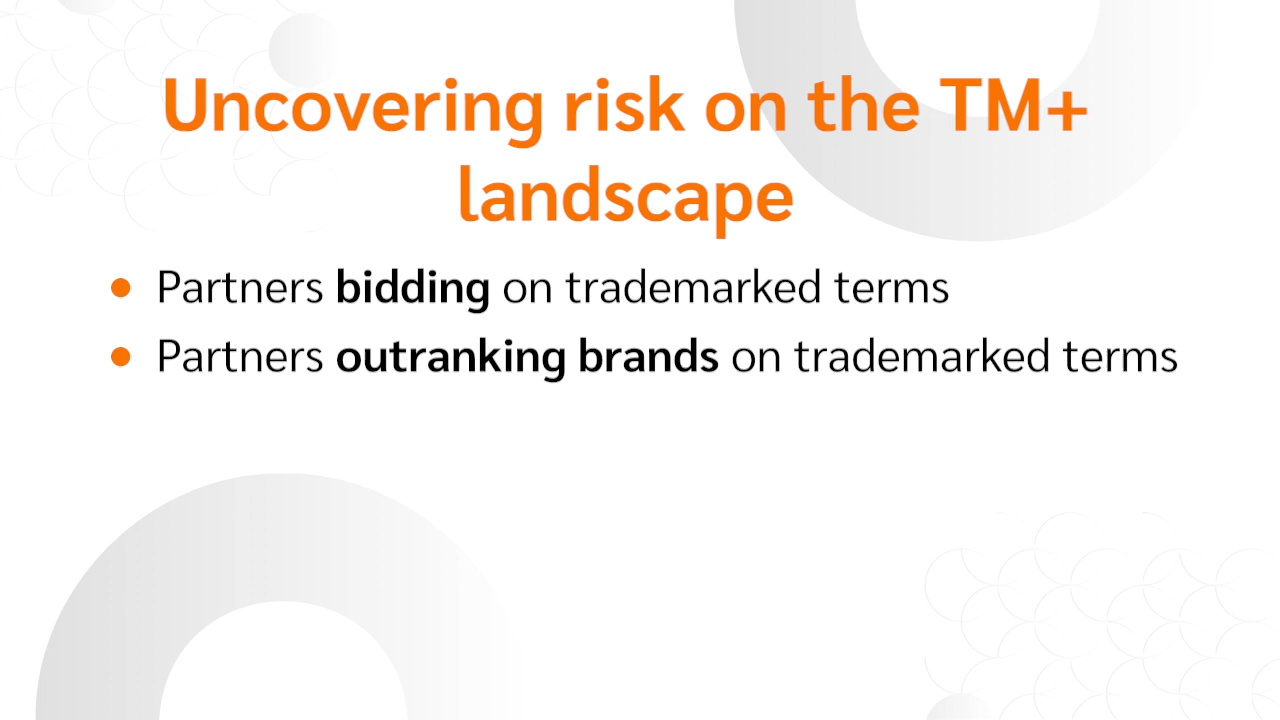 Uncovering risk on the TM+
landscape
Partners bidding on trademarked terms
Partners outranking brands on trademarked terms